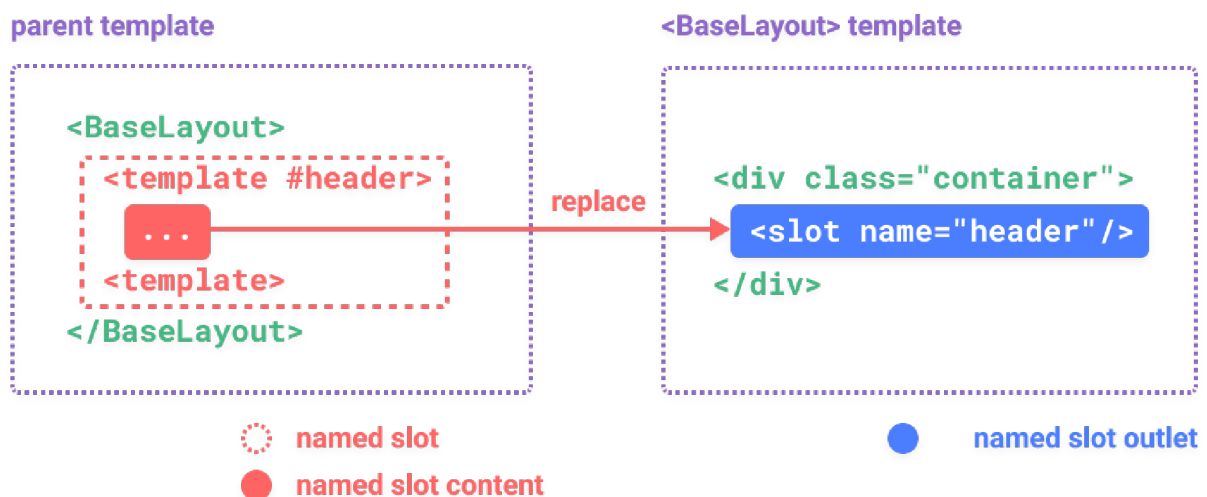 parent template
<BaseLayout>
<template #header>
...
<template>
</BaseLayout>
replace
<BaseLayout> template
<div class="container">
<slot name="header"/>
</div>
named slot
named slot content
named slot outlet